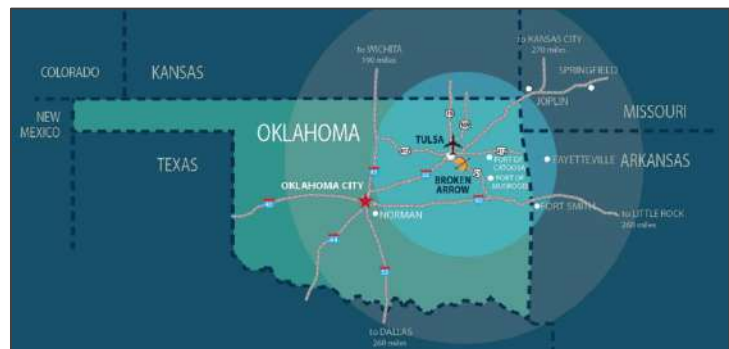 to KANSAS CITY
270 miles
to WICHITA
190 miles
COLORADO
KANSAS
SPRINGFIELD
JOPLIN
MISSOURI
NEW
MEXICO
OKLAHOMA
TULSA
TEXAS
PORT OF
CATOOSA
FAYETTEVILLE
ARKANSAS
BROKEN
ARROW
PORT OF
MUSKOGEE
OKLAHOMA CITY
NORMAN
FORT SMITH
to LITTLE ROCK
260 miles
to DALLAS
260 miles